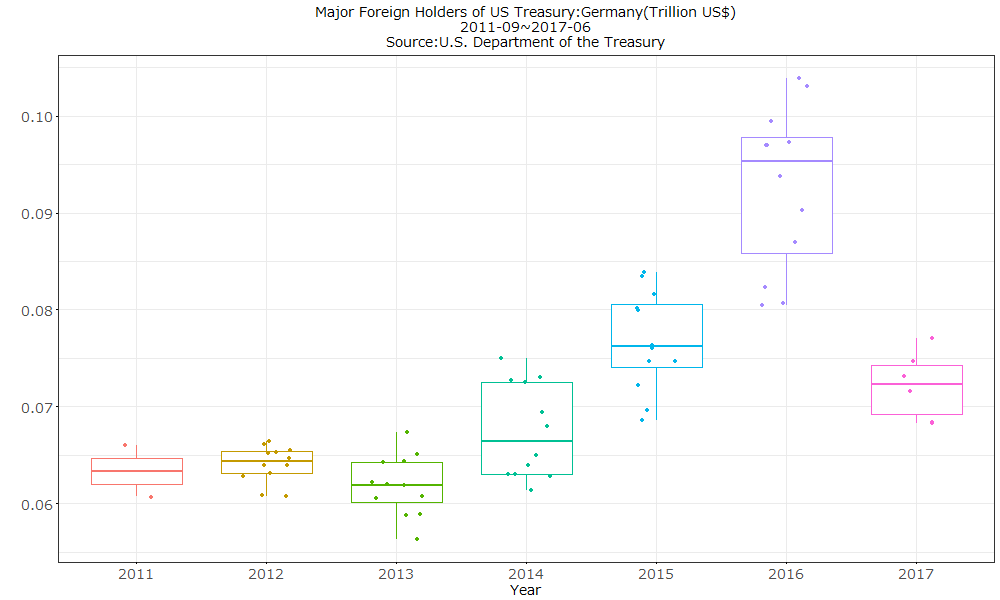 Major Foreign Holders of US Treasury:Germany(Trillion US$)
2011-09~2017-06
Source:U.S. Department of the Treasury
0.10
0.09
0.08
0.07
0.06
2011 2012 2013 2014 2015 2016 2017
Year